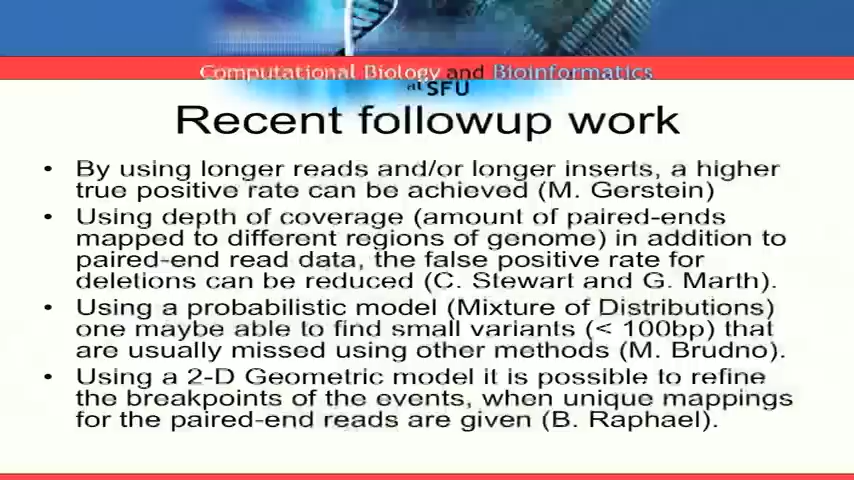 Computational Biology and Bioinformatics
at SFU
Recent followup work
• By using longer reads and/or longer inserts, a higher
true positive rate can be achieved (M. Gerstein)
• Using depth of coverage (amount of paired-ends
mapped to different regions of genome) in addition to
paired-end read data, the false positive rate for
deletions can be reduced (C. Stewart and G. Marth).
• Using a probabilistic model (Mixture of Distributions)
one maybe able to find small variants (< 100bp) that
are usually missed using other methods (M. Brudno).
• Using a 2-D Geometric model it is possible to refine
the breakpoints of the events, when unique mappings
for the paired-end reads are given (B. Raphael).